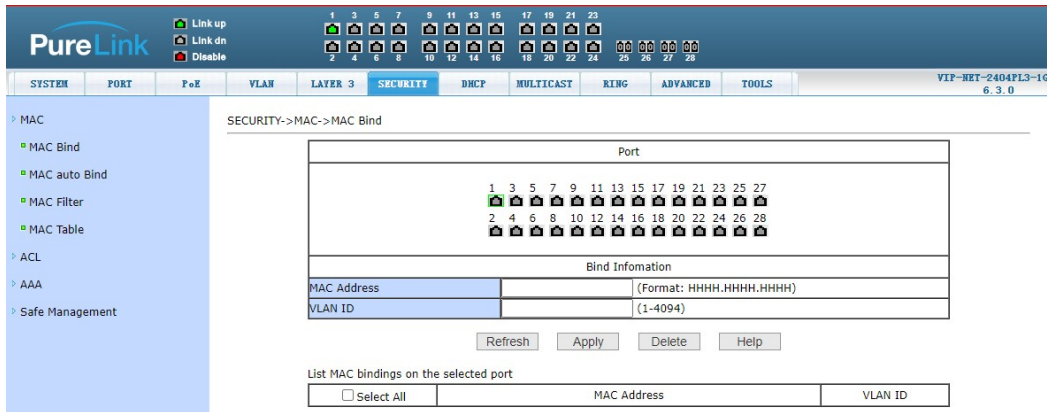 PureLink
Link up
Link dn
Disable
1 3 5 7 9 11 13 15 17 19 21 23
2 4 6 8 10 12 14 16 18 20 22 24 25 26 27 28
SYSTEM PORT PoE VLAN LAYER 3 SECURITY DHCP MULTICAST RING ADVANCED TOOLS
VIP-NET-2404PL3-1G
6.3.0
MAC
MAC Bind
MAC auto Bind
MAC Filter
MAC Table
ACL
AAA
Safe Management
SECURITY->MAC->MAC Bind
Port
1 3 5 7 9 11 13 15 17 19 21 23 25 27
2 4 6 8 10 12 14 16 18 20 22 24 26 28
Bind Infomation
MAC Address (Format: HHHH.HHHH.HHHH)
VLAN ID (1-4094)
Refresh Apply Delete Help
List MAC bindings on the selected port
Select All MAC Address VLAN ID